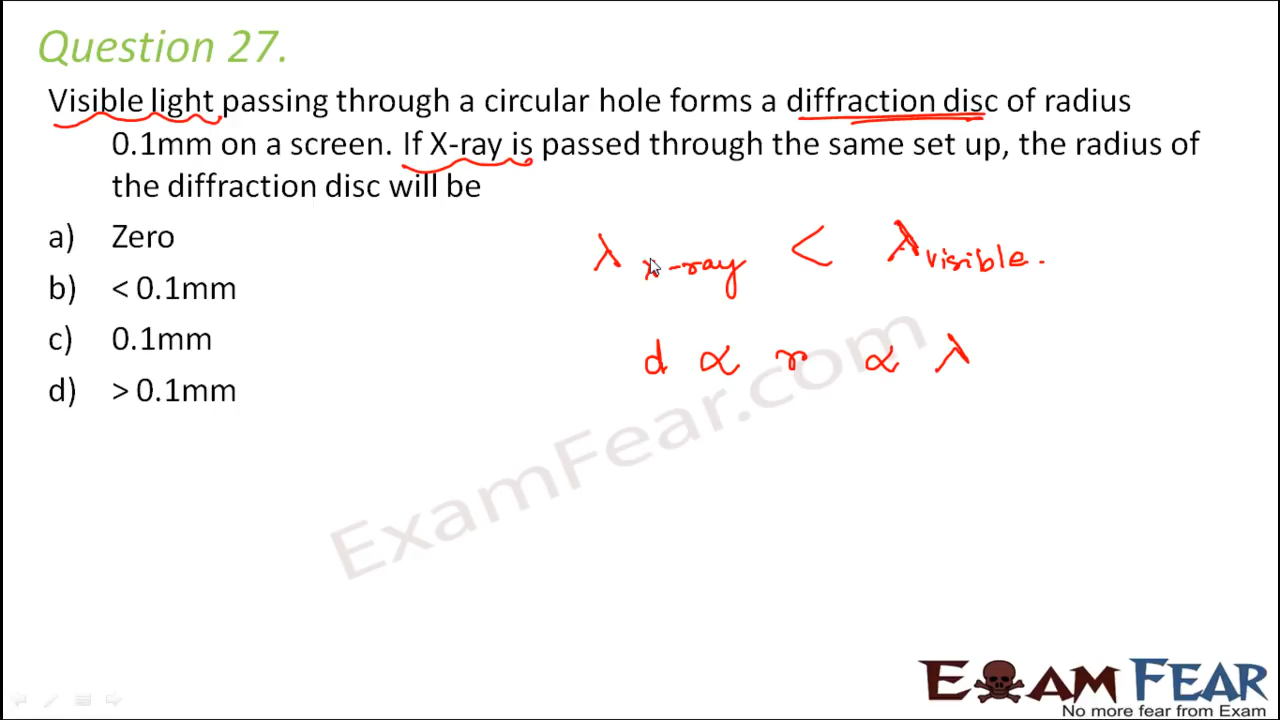 Question 27.
Visible light passing through a circular hole forms a diffraction disc of radius
0.1mm on a screen. If X-ray is passed through the same set up, the radius of
the diffraction disc will be
a) Zero
b) < 0.1mm
c) 0.1mm
d) > 0.1mm
λ x-ray < λ visible.
d ∝ r ∝ λ
ExamFear.com
EXAM FEAR
No more fear from Exam